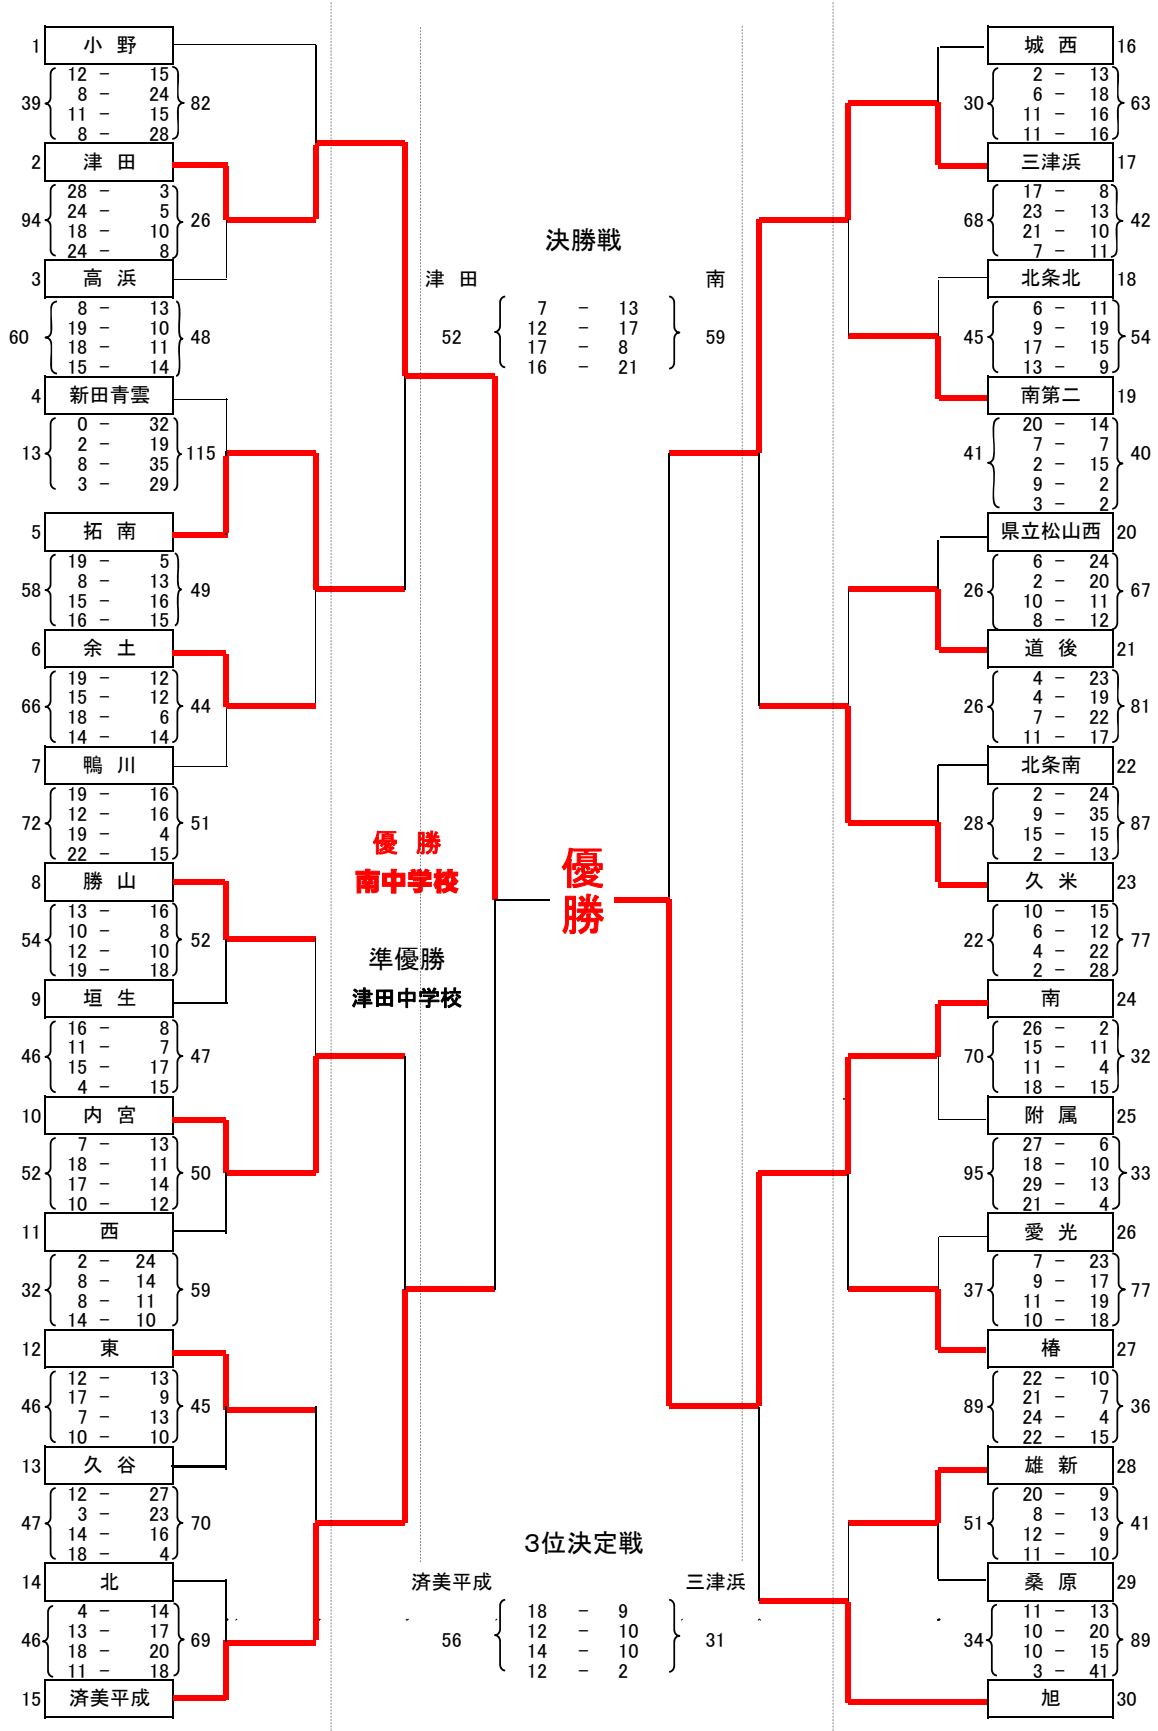 1 小 野
39 82
12 － 15
8 － 24
11 － 15
8 － 28
2 津 田
94 26
28 － 3
24 － 5
18 － 10
24 － 8
3 高 浜
60 48
8 － 13
19 － 10
18 － 11
15 － 14
4 新田青雲
13 115
0 － 32
2 － 19
8 － 35
3 － 29
5 拓 南
58 49
19 － 5
8 － 13
15 － 16
16 － 15
6 余 土
66 44
19 － 12
15 － 12
18 － 6
14 － 14
7 鴨 川
72 51
19 － 16
12 － 16
19 － 4
22 － 15
8 勝 山
54 52
13 － 16
10 － 8
12 － 10
19 － 18
9 垣 生
46 47
16 － 8
11 － 7
15 － 17
4 － 15
10 内 宮
52 50
7 － 13
18 － 11
17 － 14
10 － 12
11 西
32 59
2 － 24
8 － 14
8 － 11
14 － 10
12 東
46 45
12 － 13
17 － 9
7 － 13
10 － 10
13 久 谷
47 70
12 － 27
3 － 23
14 － 16
18 － 4
14 北
46 69
4 － 14
13 － 17
18 － 20
11 － 18
15 済美平成
決勝戦
津 田 南
52 59
7 － 13
12 － 17
17 － 8
16 － 21
優 勝
南中学校
準優勝
津田中学校
優
勝
3位決定戦
済美平成 三津浜
56 31
18 － 9
12 － 10
14 － 10
12 － 2
城 西 16
30 63
2 － 13
6 － 18
11 － 16
11 － 16
三津浜 17
68 42
17 － 8
23 － 13
21 － 10
7 － 11
北条北 18
45 54
6 － 11
9 － 19
17 － 15
13 － 9
南第二 19
41 40
20 － 14
7 － 7
2 － 15
9 － 2
3 － 2
県立松山西 20
26 67
6 － 24
2 － 20
10 － 11
8 － 12
道 後 21
26 81
4 － 23
4 － 19
7 － 22
11 － 17
北条南 22
28 87
2 － 24
9 － 35
15 － 15
2 － 13
久 米 23
22 77
10 － 15
6 － 12
4 － 22
2 － 28
南 24
70 32
26 － 2
15 － 11
11 － 4
18 － 15
附 属 25
95 33
27 － 6
18 － 10
29 － 13
21 － 4
愛 光 26
37 77
7 － 23
9 － 17
11 － 19
10 － 18
椿 27
89 36
22 － 10
21 － 7
24 － 4
22 － 15
雄 新 28
51 41
20 － 9
8 － 13
12 － 9
11 － 10
桑 原 29
34 89
11 － 13
10 － 20
10 － 15
3 － 41
旭 30